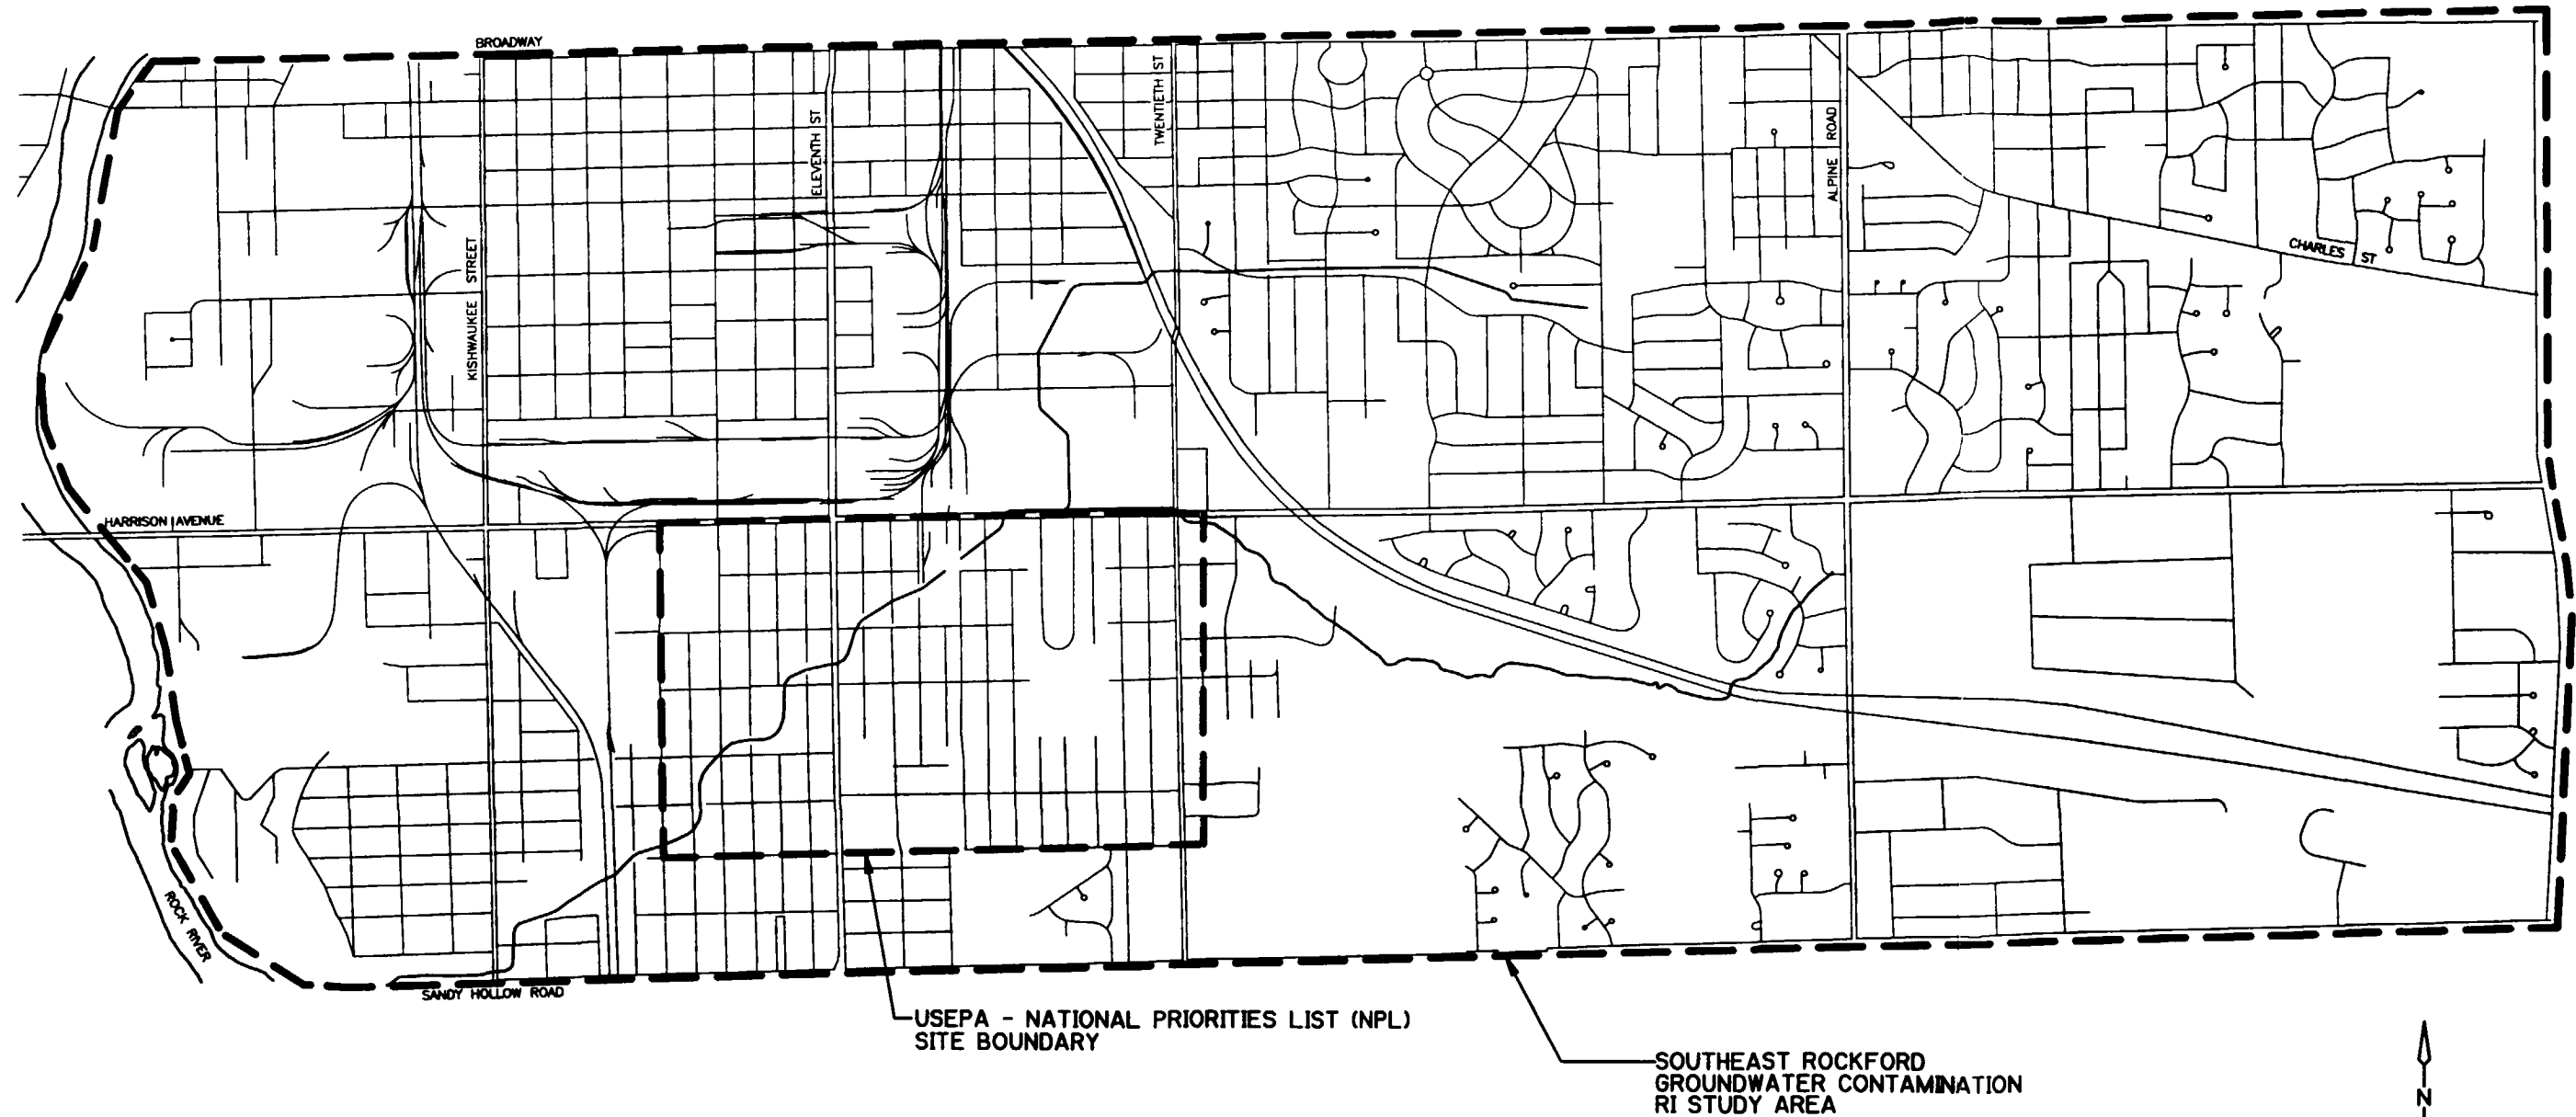 BROADWAY
TWENTIETH ST
ELEVENTH ST
ALPINE ROAD
KISHWAUKEE STREET
CHARLES ST
HARRISON AVENUE
ROCK RIVER
SANDY HOLLOW ROAD
USEPA - NATIONAL PRIORITIES LIST (NPL)
SITE BOUNDARY
SOUTHEAST ROCKFORD
GROUNDWATER CONTAMINATION
RI STUDY AREA
N